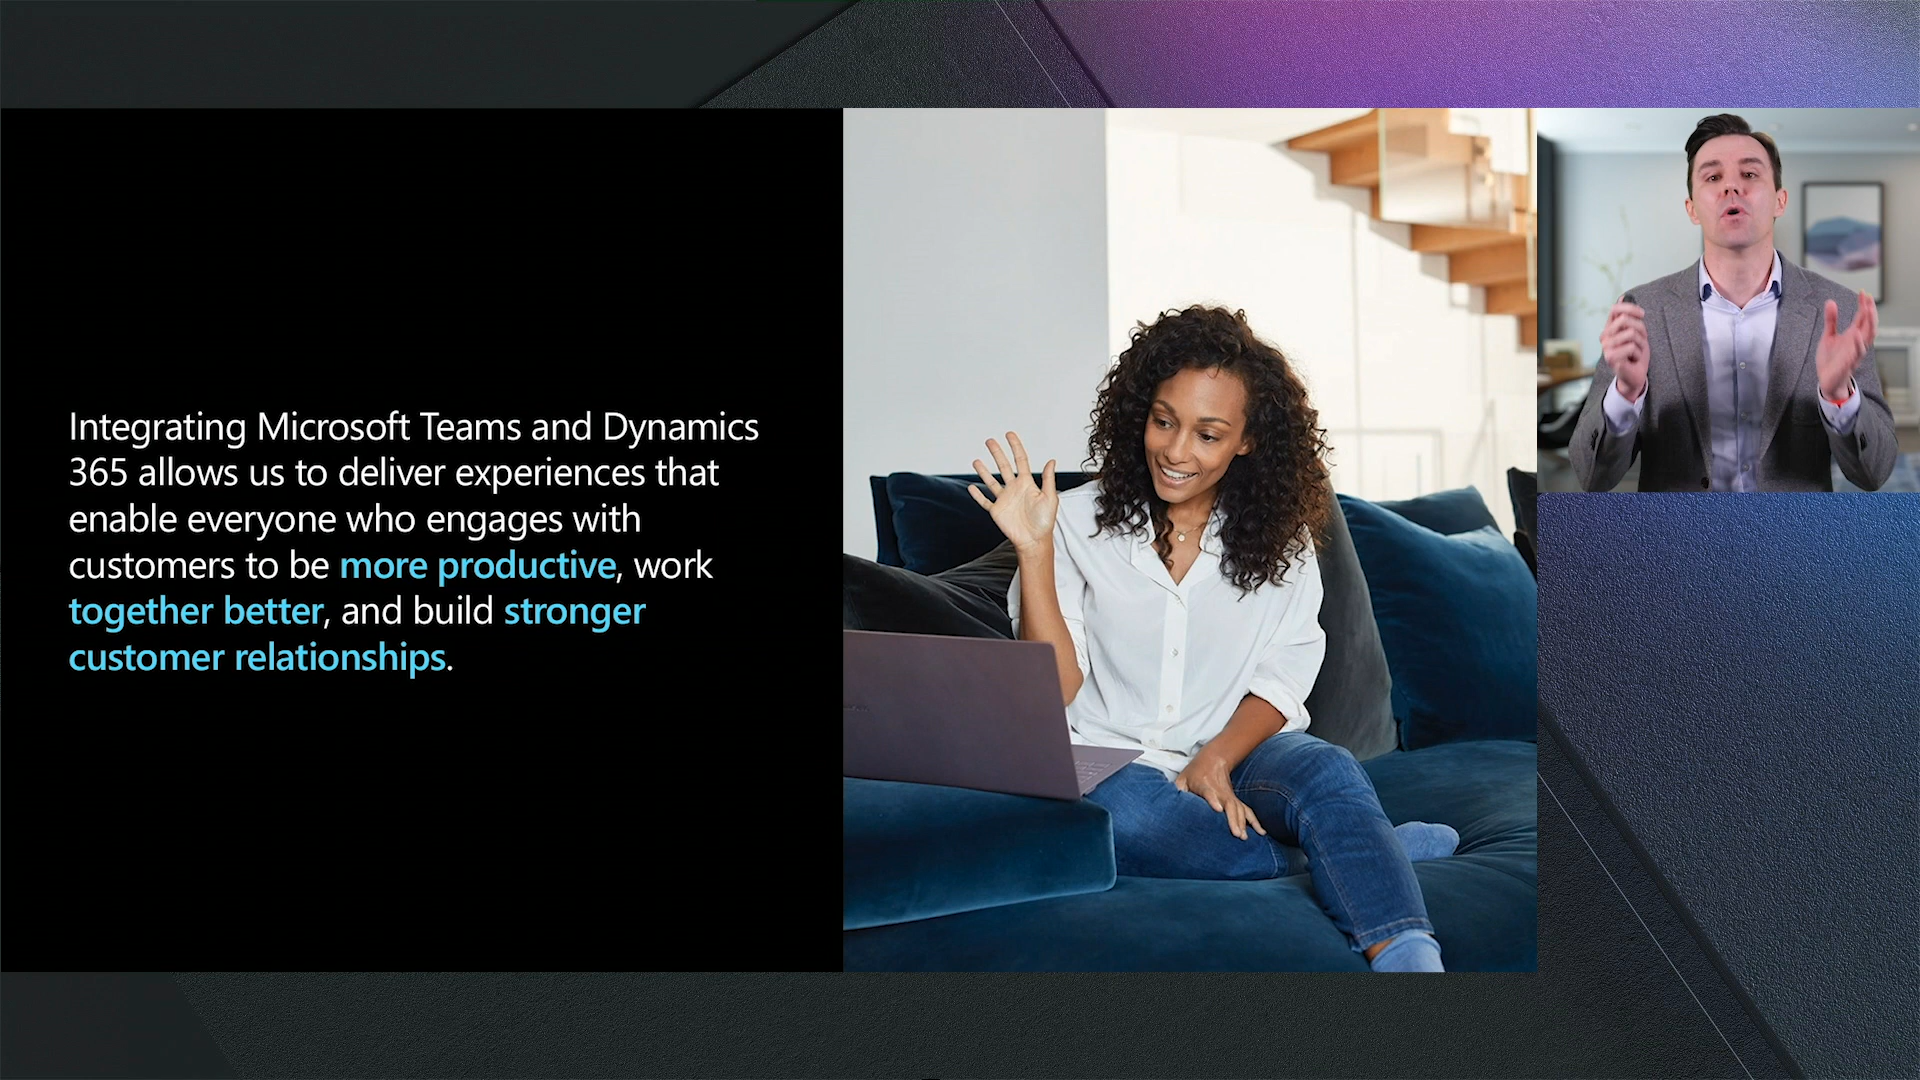 Integrating Microsoft Teams and Dynamics
365 allows us to deliver experiences that
enable everyone who engages with
customers to be more productive, work
together better, and build stronger
customer relationships.